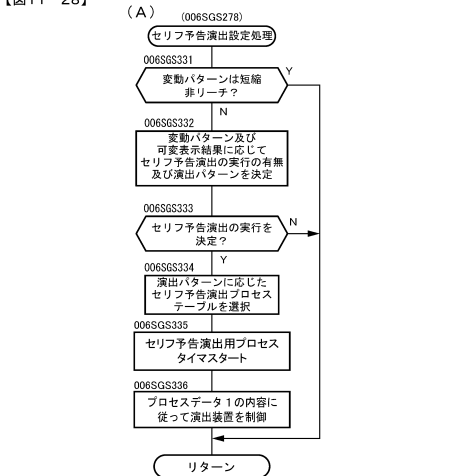 【図11-28】
(A)
(006SGS278)
セリフ予告演出設定処理
006SGS331
変動パターンは短縮
非リーチ?
Y
N
006SGS332
変動パターン及び
可変表示結果に応じて
セリフ予告演出の実行の有無
及び演出パターンを決定
006SGS333
セリフ予告演出の実行を
決定?
N
Y
006SGS334
演出パターンに応じた
セリフ予告演出プロセス
テーブルを選択
006SGS335
セリフ予告演出用プロセス
タイマスタート
006SGS336
プロセスデータ1の内容に
従って演出装置を制御
リターン